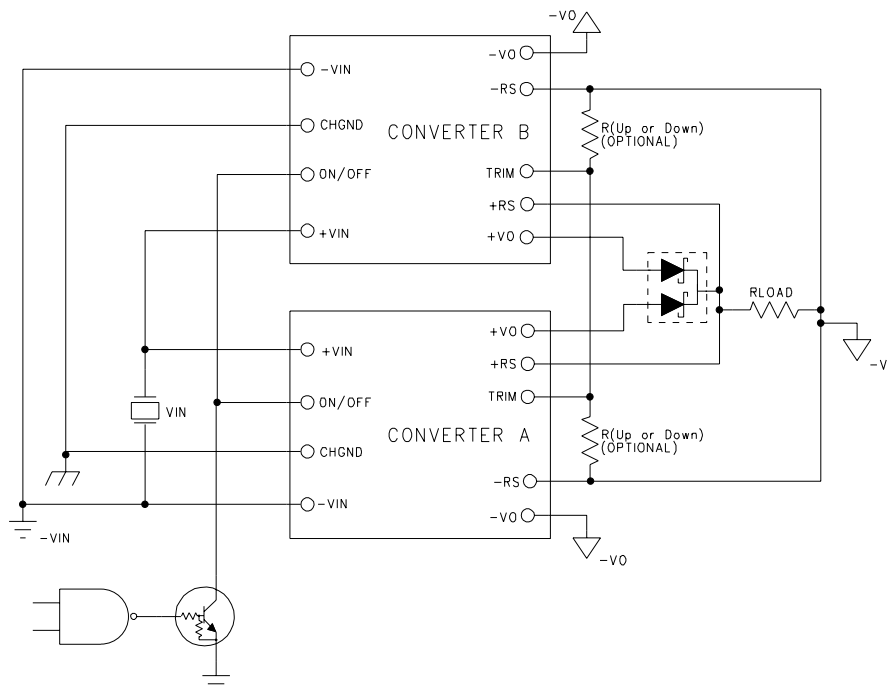 -VO
-VIN
-VO
-RS
CHGND
CONVERTER B
R(Up or Down)
(OPTIONAL)
ON/OFF
TRIM
+RS
+VIN
+VO
RLOAD
+VO
+VIN
+RS
-V
ON/OFF
TRIM
VIN
CONVERTER A
R(Up or Down)
(OPTIONAL)
CHGND
-RS
-VIN
-VO
-VIN
-VO